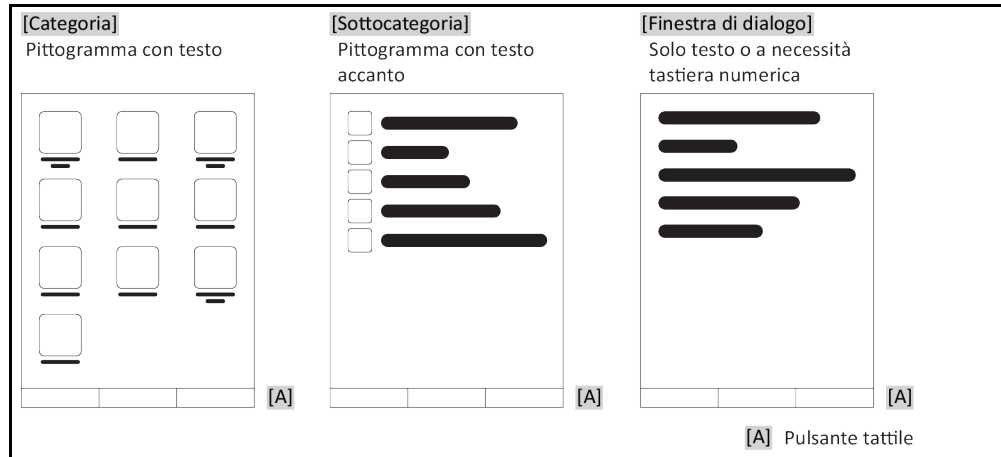 [Categoria]
Pittogramma con testo
[Sottocategoria]
Pittogramma con testo
accanto
[Finestra di dialogo]
Solo testo o a necessità
tastiera numerica
[A]
[A]
[A]
[A] Pulsante tattile